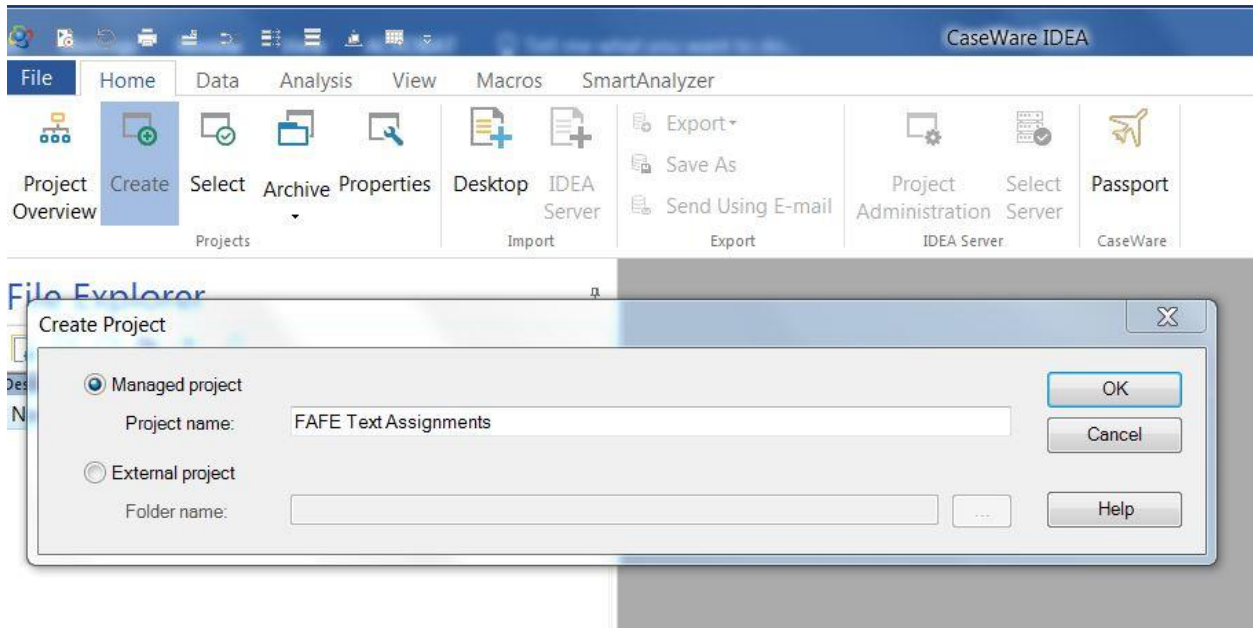 CaseWare IDEA
File Home Data Analysis View Macros SmartAnalyzer
Project Overview
Create
Select
Archive
Properties
Desktop
IDEA Server
Export
Save As
Send Using E-mail
Project Administration
Select Server
Passport
Projects Import Export IDEA Server CaseWare
File Explorer
Create Project
Managed project
OK
Project name: FAFE Text Assignments
Cancel
External project
Folder name:
...
Help